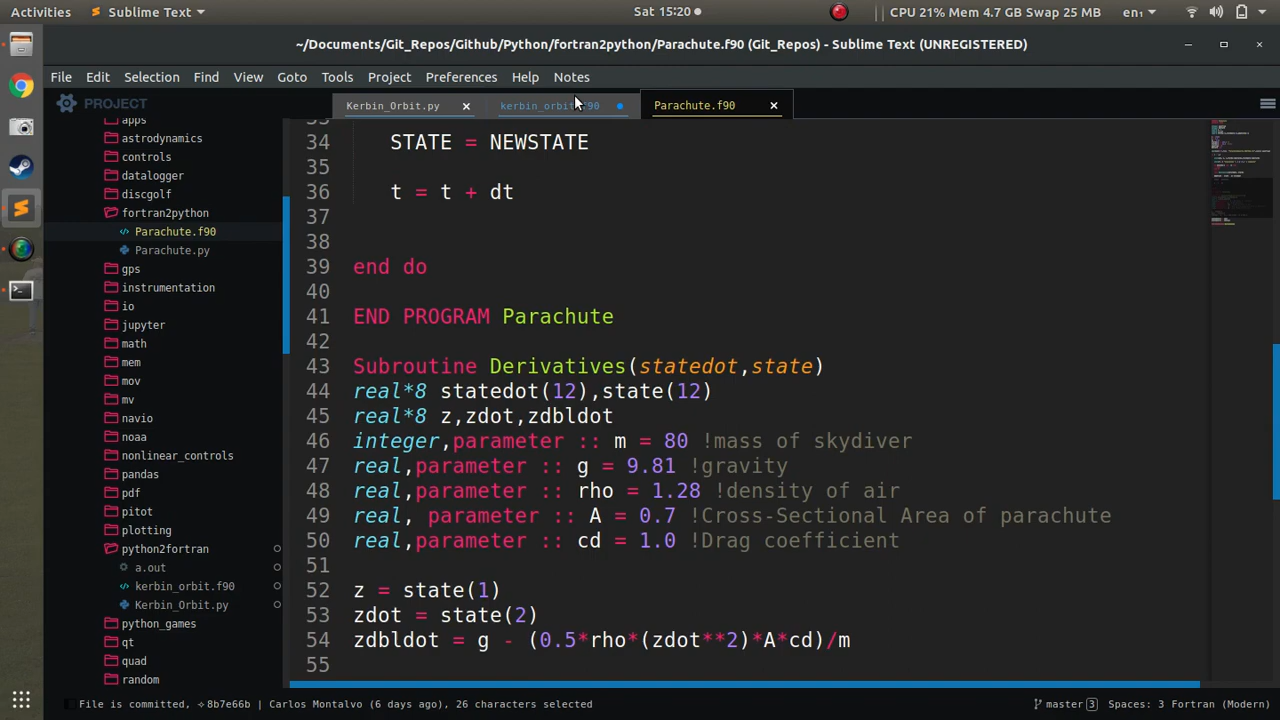 Activities Sublime Text Sat 15:20 CPU 21% Mem 4.7 GB Swap 25 MB en₁
~/Documents/Git_Repos/Github/Python/fortran2python/Parachute.f90 (Git_Repos) - Sublime Text (UNREGISTERED)
File Edit Selection Find View Goto Tools Project Preferences Help Notes
PROJECT
Kerbin_Orbit.py
Parachute.f90
apps
astrodynamics
controls
datalogger
discgolf
fortran2python
Parachute.f90
Parachute.py
gps
instrumentation
io
jupyter
math
mem
mov
mv
navio
noaa
nonlinear_controls
pandas
pdf
pitot
plotting
python2fortran
a.out
kerbin_orbit.f90
Kerbin_Orbit.py
python_games
qt
quad
random
34 STATE = NEWSTATE
35
36 t = t + dt
37
38
39 end do
40
41 END PROGRAM Parachute
42
43 Subroutine Derivatives(statedot,state)
44 real*8 statedot(12),state(12)
45 real*8 z,zdot,zdbldot
46 integer,parameter :: m = 80 !mass of skydiver
47 real,parameter :: g = 9.81 !gravity
48 real,parameter :: rho = 1.28 !density of air
49 real, parameter :: A = 0.7 !Cross-Sectional Area of parachute
50 real,parameter :: cd = 1.0 !Drag coefficient
51
52 z = state(1)
53 zdot = state(2)
54 zdbldot = g - (0.5*rho*(zdot**2)*A*cd)/m
55
File is committed, 8b7e66b | Carlos Montalvo (6 days ago), 26 characters selected master 3 Spaces: 3 Fortran (Modern)